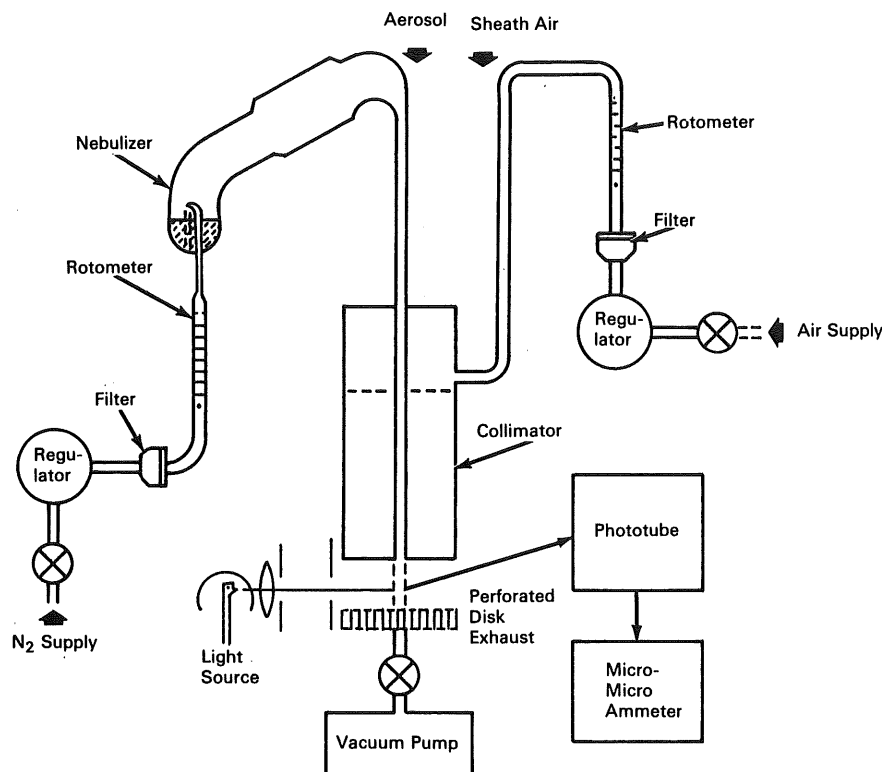 Aerosol
Sheath Air
Nebulizer
Rotometer
Rotometer
Filter
Filter
Regu-
lator
Air Supply
Collimator
Regu-
lator
Phototube
Perforated
Disk
Exhaust
N2 Supply
Light
Source
Micro-
Micro
Ammeter
Vacuum Pump